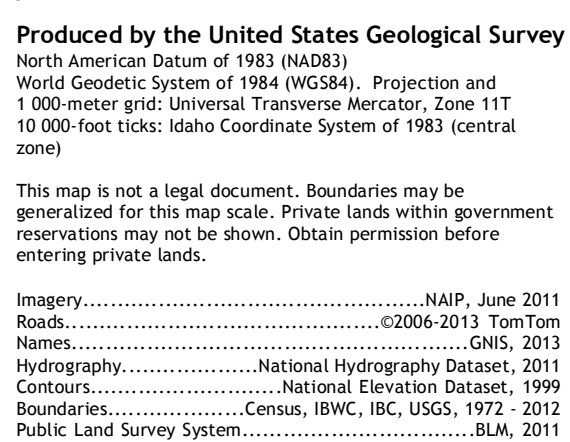 Produced by the United States Geological Survey
North American Datum of 1983 (NAD83)
World Geodetic System of 1984 (WGS84).  Projection and
1 000-meter grid: Universal Transverse Mercator, Zone 11T
10 000-foot ticks: Idaho Coordinate System of 1983 (central
zone)
This map is not a legal document. Boundaries may be
generalized for this map scale. Private lands within government
reservations may not be shown. Obtain permission before
entering private lands.
Imagery..................................................NAIP, June 2011
Roads..............................................©2006-2013 TomTom
Names..........................................................GNIS, 2013
Hydrography....................National Hydrography Dataset, 2011
Contours............................National Elevation Dataset, 1999
Boundaries....................Census, IBWC, IBC, USGS, 1972 - 2012
Public Land Survey System..................................BLM, 2011